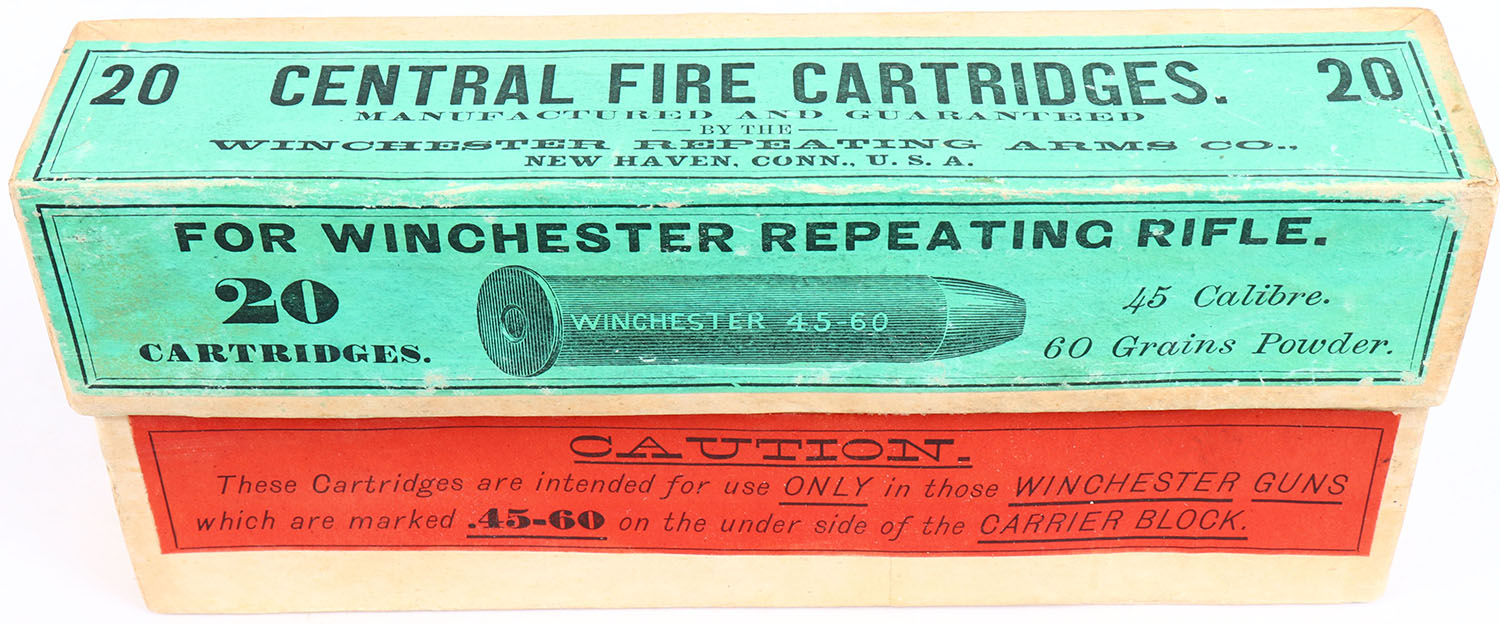 20 CENTRAL FIRE CARTRIDGES. 20
MANUFACTURED AND GUARANTEED
— BY THE —
WINCHESTER REPEATING ARMS CO.,
NEW HAVEN, CONN., U. S. A.
FOR WINCHESTER REPEATING RIFLE.
20
CARTRIDGES.
WINCHESTER 45-60
45 Calibre.
60 Grains Powder.
CAUTION.
These Cartridges are intended for use ONLY in those WINCHESTER GUNS
which are marked .45-60 on the under side of the CARRIER BLOCK.